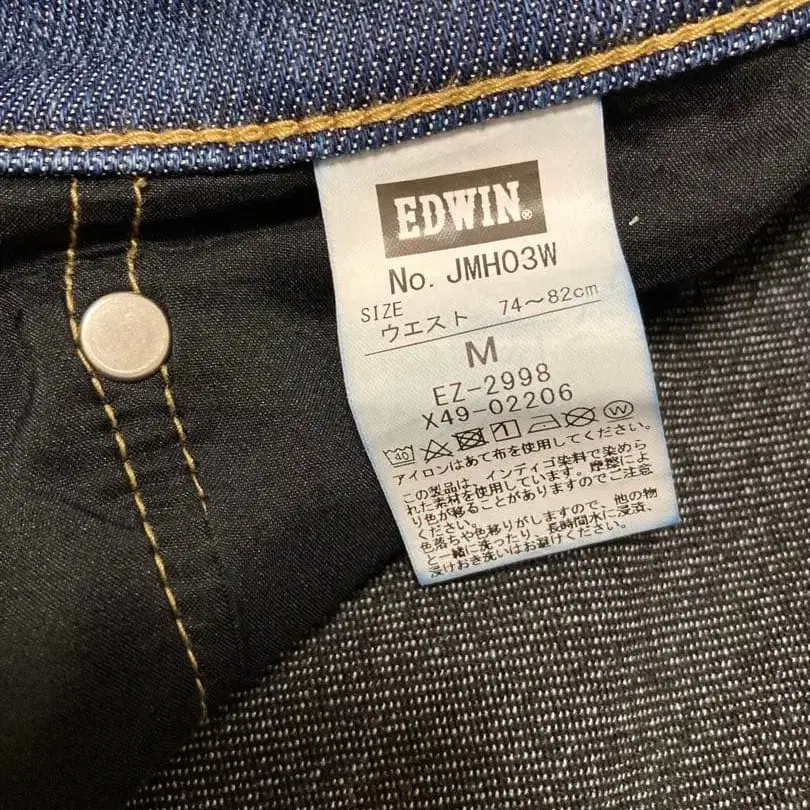 EDWIN®
No. JMH03W
SIZE
ウエスト 74～82cm
M
EZ-2998
X49-02206
40 1 W
アイロンはあて布を使用してください。
この製品は、インディゴ染料で染めら
れた素材を使用しています。摩擦によ
り色が移ることがありますのでご注意
ください。
色落ちや色移りがしますので、他の物
と一緒に洗ったり、長時間水に浸漬、
浸けおき洗いはお避けください。